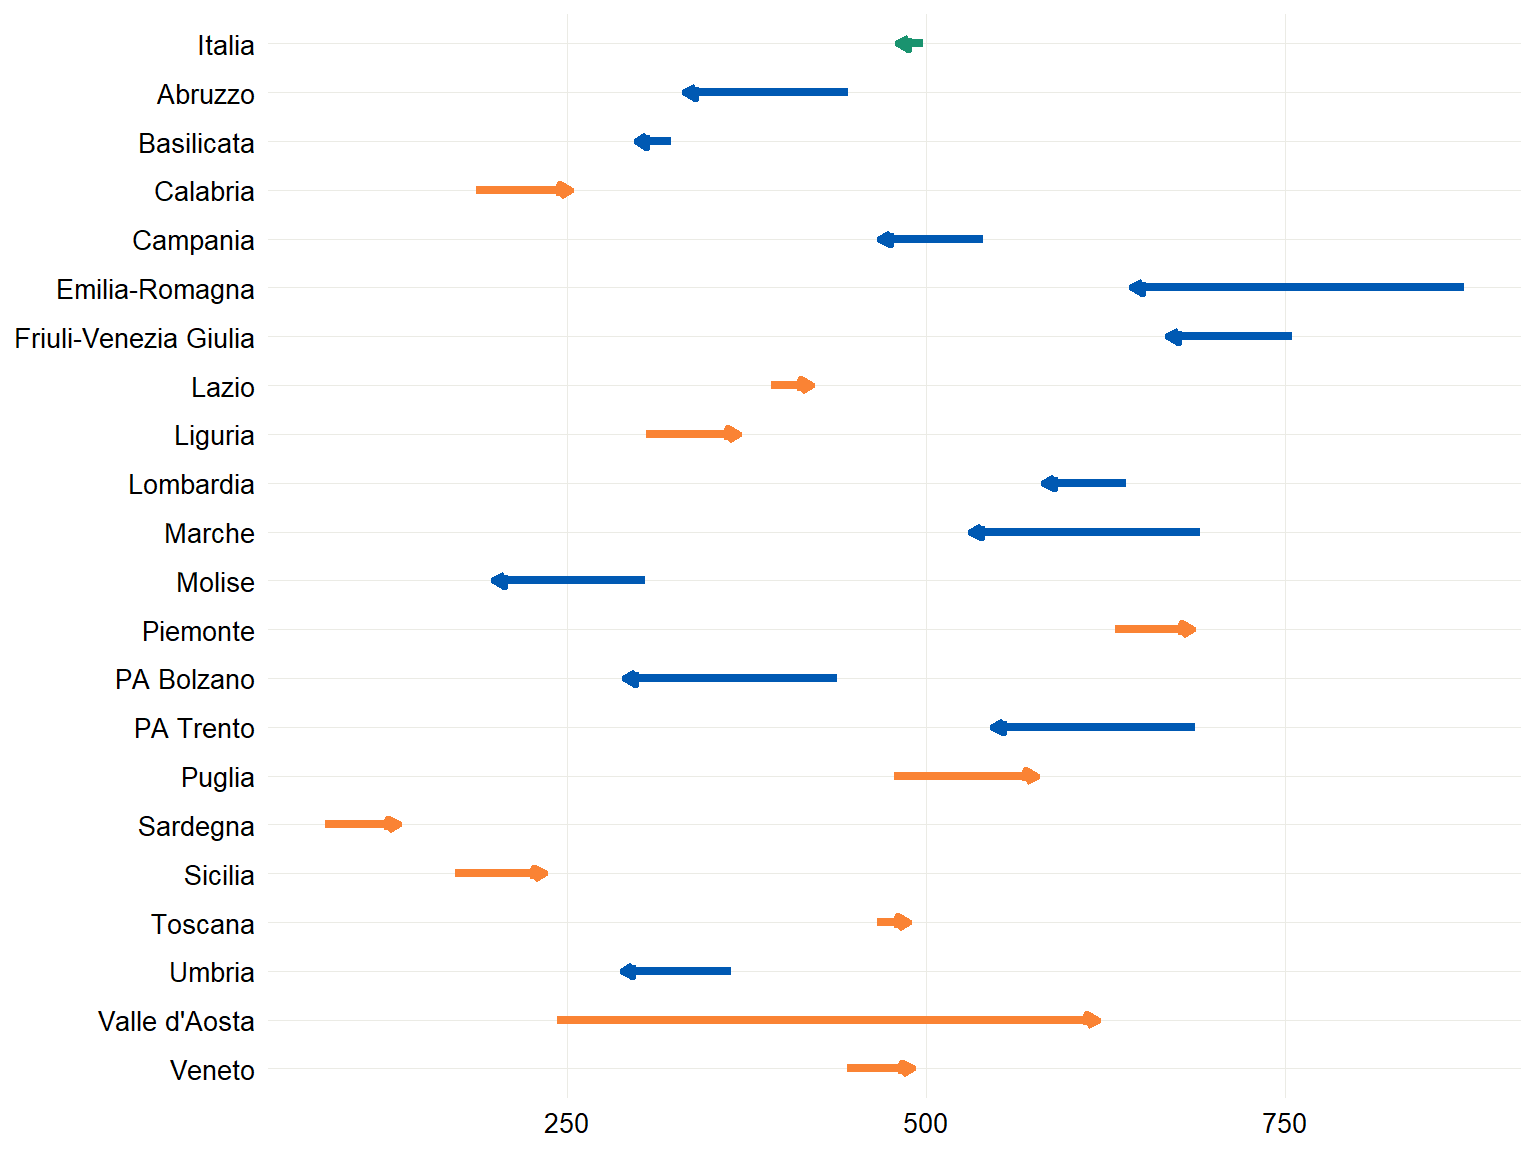 Italia
Abruzzo
Basilicata
Calabria
Campania
Emilia-Romagna
Friuli-Venezia Giulia
Lazio
Liguria
Lombardia
Marche
Molise
Piemonte
PA Bolzano
PA Trento
Puglia
Sardegna
Sicilia
Toscana
Umbria
Valle d'Aosta
Veneto
250 500 750